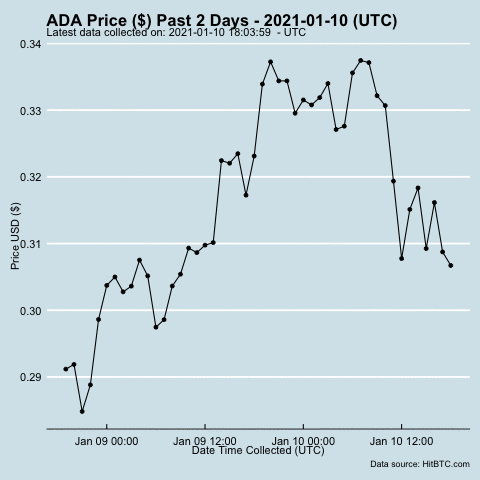 ADA Price ($) Past 2 Days - 2021-01-10 (UTC)
Latest data collected on: 2021-01-10 18:03:59 - UTC
0.34
0.33
0.32
0.31
0.30
0.29
Price USD ($)
Jan 09 00:00
Jan 09 12:00
Jan 10 00:00
Jan 10 12:00
Date Time Collected (UTC)
Data source: HitBTC.com